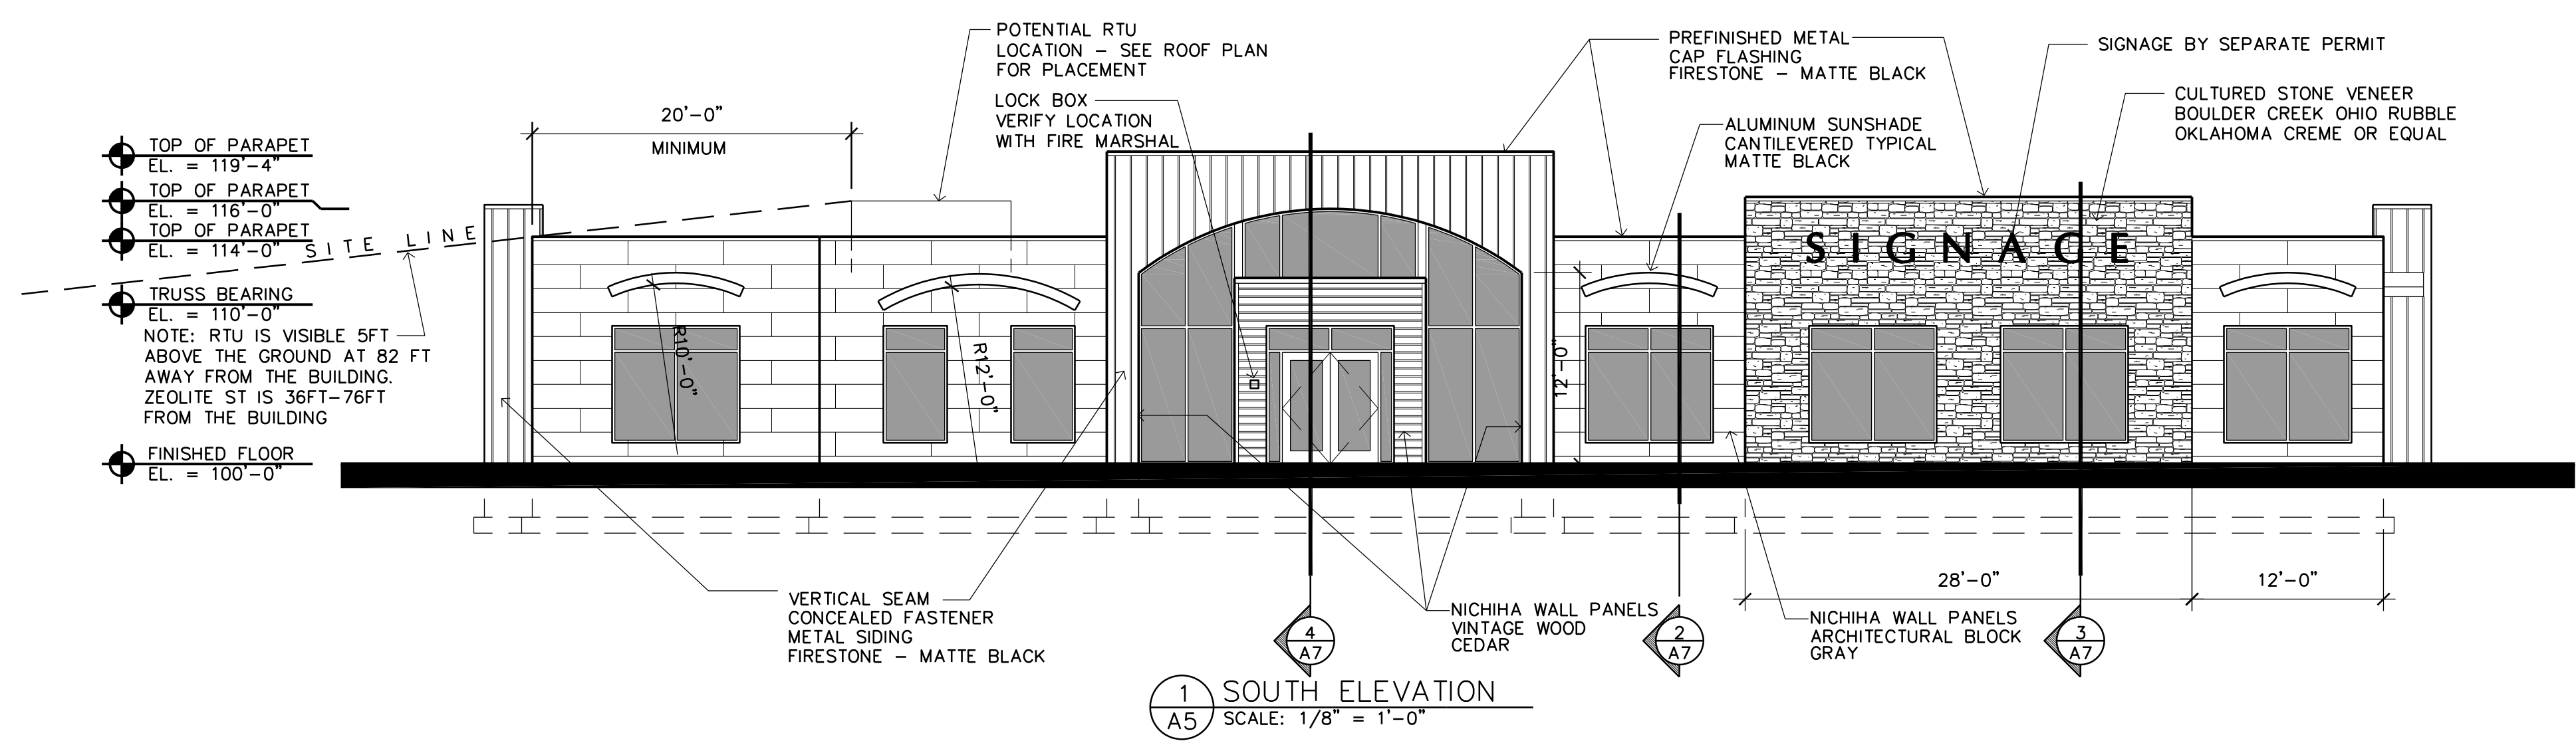 POTENTIAL RTU
LOCATION – SEE ROOF PLAN
FOR PLACEMENT
LOCK BOX
VERIFY LOCATION
WITH FIRE MARSHAL
PREFINISHED METAL
CAP FLASHING
FIRESTONE – MATTE BLACK
SIGNAGE BY SEPARATE PERMIT
CULTURED STONE VENEER
BOULDER CREEK OHIO RUBBLE
OKLAHOMA CREME OR EQUAL
ALUMINUM SUNSHADE
CANTILEVERED TYPICAL
MATTE BLACK
20'-0"
MINIMUM
TOP OF PARAPET
EL. = 119'-4"
TOP OF PARAPET
EL. = 116'-0"
TOP OF PARAPET
EL. = 114'-0"
SITE LINE
TRUSS BEARING
EL. = 110'-0"
NOTE: RTU IS VISIBLE 5FT
ABOVE THE GROUND AT 82 FT
AWAY FROM THE BUILDING.
ZEOLITE ST IS 36FT-76FT
FROM THE BUILDING
FINISHED FLOOR
EL. = 100'-0"
R10'-0"
R12'-0"
12'-0"
SIGNAGE
28'-0"
12'-0"
VERTICAL SEAM
CONCEALED FASTENER
METAL SIDING
FIRESTONE – MATTE BLACK
NICHIHA WALL PANELS
VINTAGE WOOD
CEDAR
NICHIHA WALL PANELS
ARCHITECTURAL BLOCK
GRAY
4
A7
2
A7
3
A7
1
A5
SOUTH ELEVATION
SCALE: 1/8" = 1'-0"